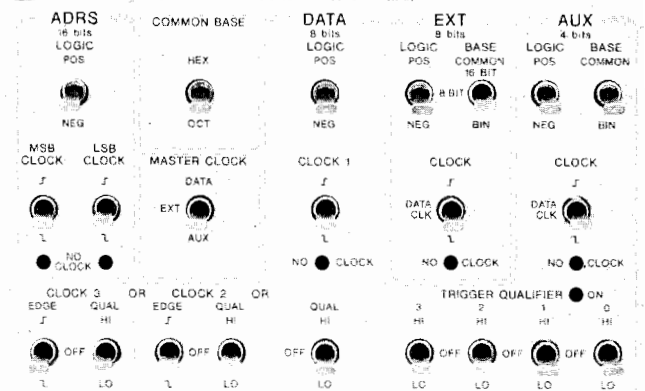 ADRS COMMON BASE DATA EXT AUX
16 bits 8 bits 8 bits 4 bits
LOGIC LOGIC LOGIC BASE LOGIC BASE
POS HEX POS POS COMMON POS COMMON
16 BIT
8 BIT
NEG OCT NEG NEG BIN NEG BIN
MSB CLOCK LSB CLOCK MASTER CLOCK CLOCK 1 CLOCK CLOCK
DATA
EXT DATA CLK DATA CLK
AUX
NO CLOCK NO CLOCK NO CLOCK NO CLOCK
CLOCK 3 OR CLOCK 2 OR TRIGGER QUALIFIER ON
EDGE QUAL EDGE QUAL QUAL 3 2 1 0
HI HI HI HI HI HI HI
OFF OFF OFF OFF OFF OFF
LO LO LO LO LO LO LO